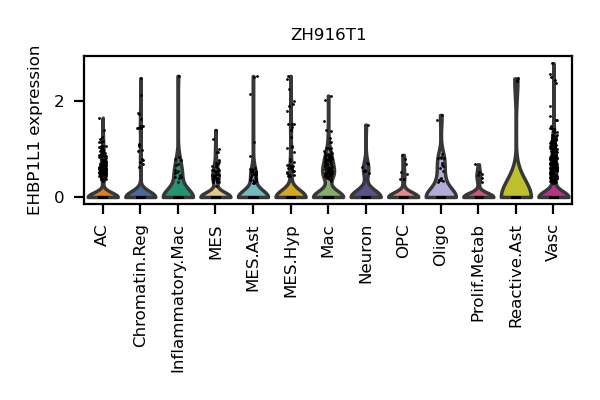 ZH916T1
EHBP1L1 expression
2
0
AC
Chromatin.Reg
Inflammatory.Mac
MES
MES.Ast
MES.Hyp
Mac
Neuron
OPC
Oligo
Prolif.Metab
Reactive.Ast
Vasc